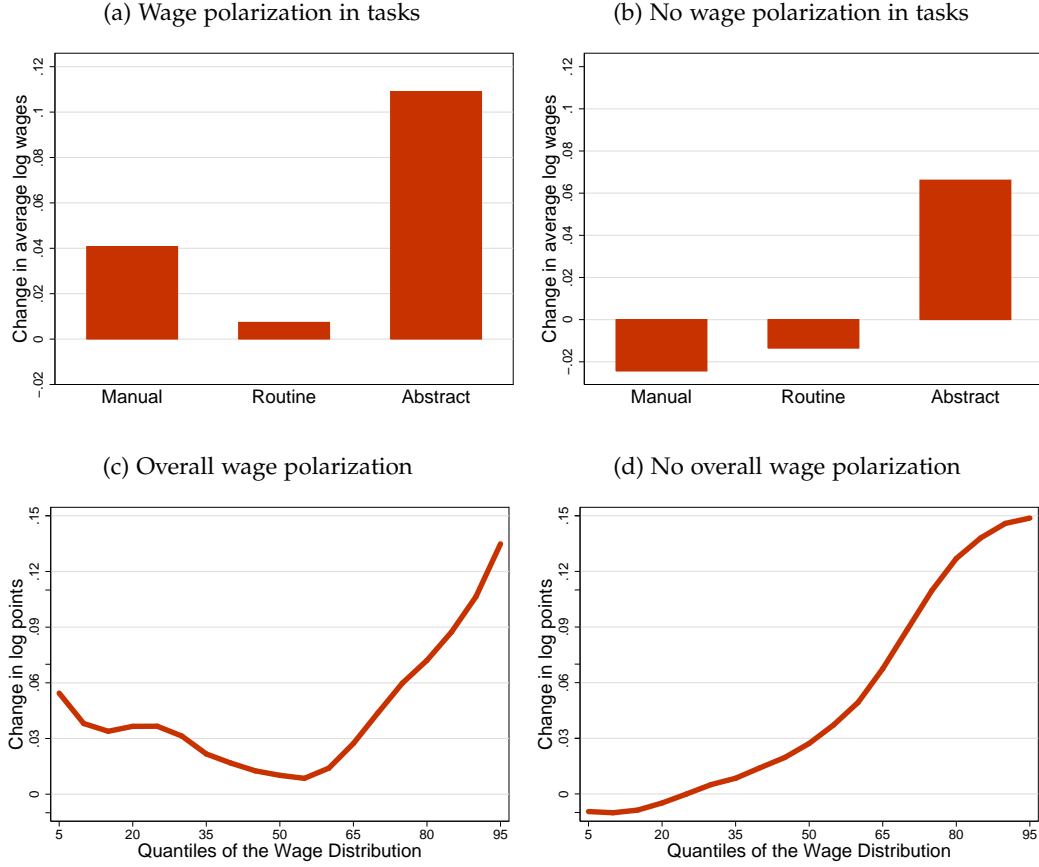 (a) Wage polarization in tasks
Change in average log wages
-.02 0 .02 .04 .06 .08 .1 .12
Manual Routine Abstract
(b) No wage polarization in tasks
Change in average log wages
-.02 0 .02 .04 .06 .08 .1 .12
Manual Routine Abstract
(c) Overall wage polarization
Change in log points
0 .03 .06 .09 .12 .15
5 20 35 50 65 80 95
Quantiles of the Wage Distribution
(d) No overall wage polarization
Change in log points
0 .03 .06 .09 .12 .15
5 20 35 50 65 80 95
Quantiles of the Wage Distribution